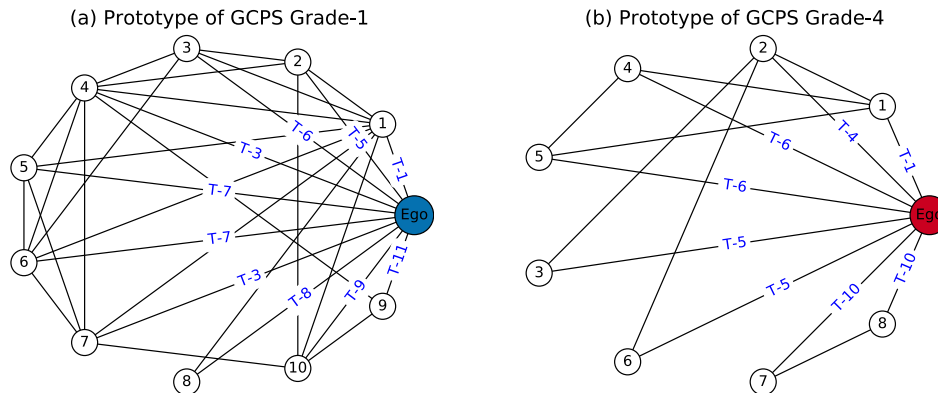 (a) Prototype of GCPS Grade-1
(b) Prototype of GCPS Grade-4
3
2
4
1
5
6
7
8
10
9
Ego
T-6
T-5
T-3
T-1
T-7
T-7
T-3
T-8
T-9
T-11
2
4
1
5
3
6
7
8
Ego
T-4
T-6
T-1
T-6
T-5
T-5
T-10
T-10